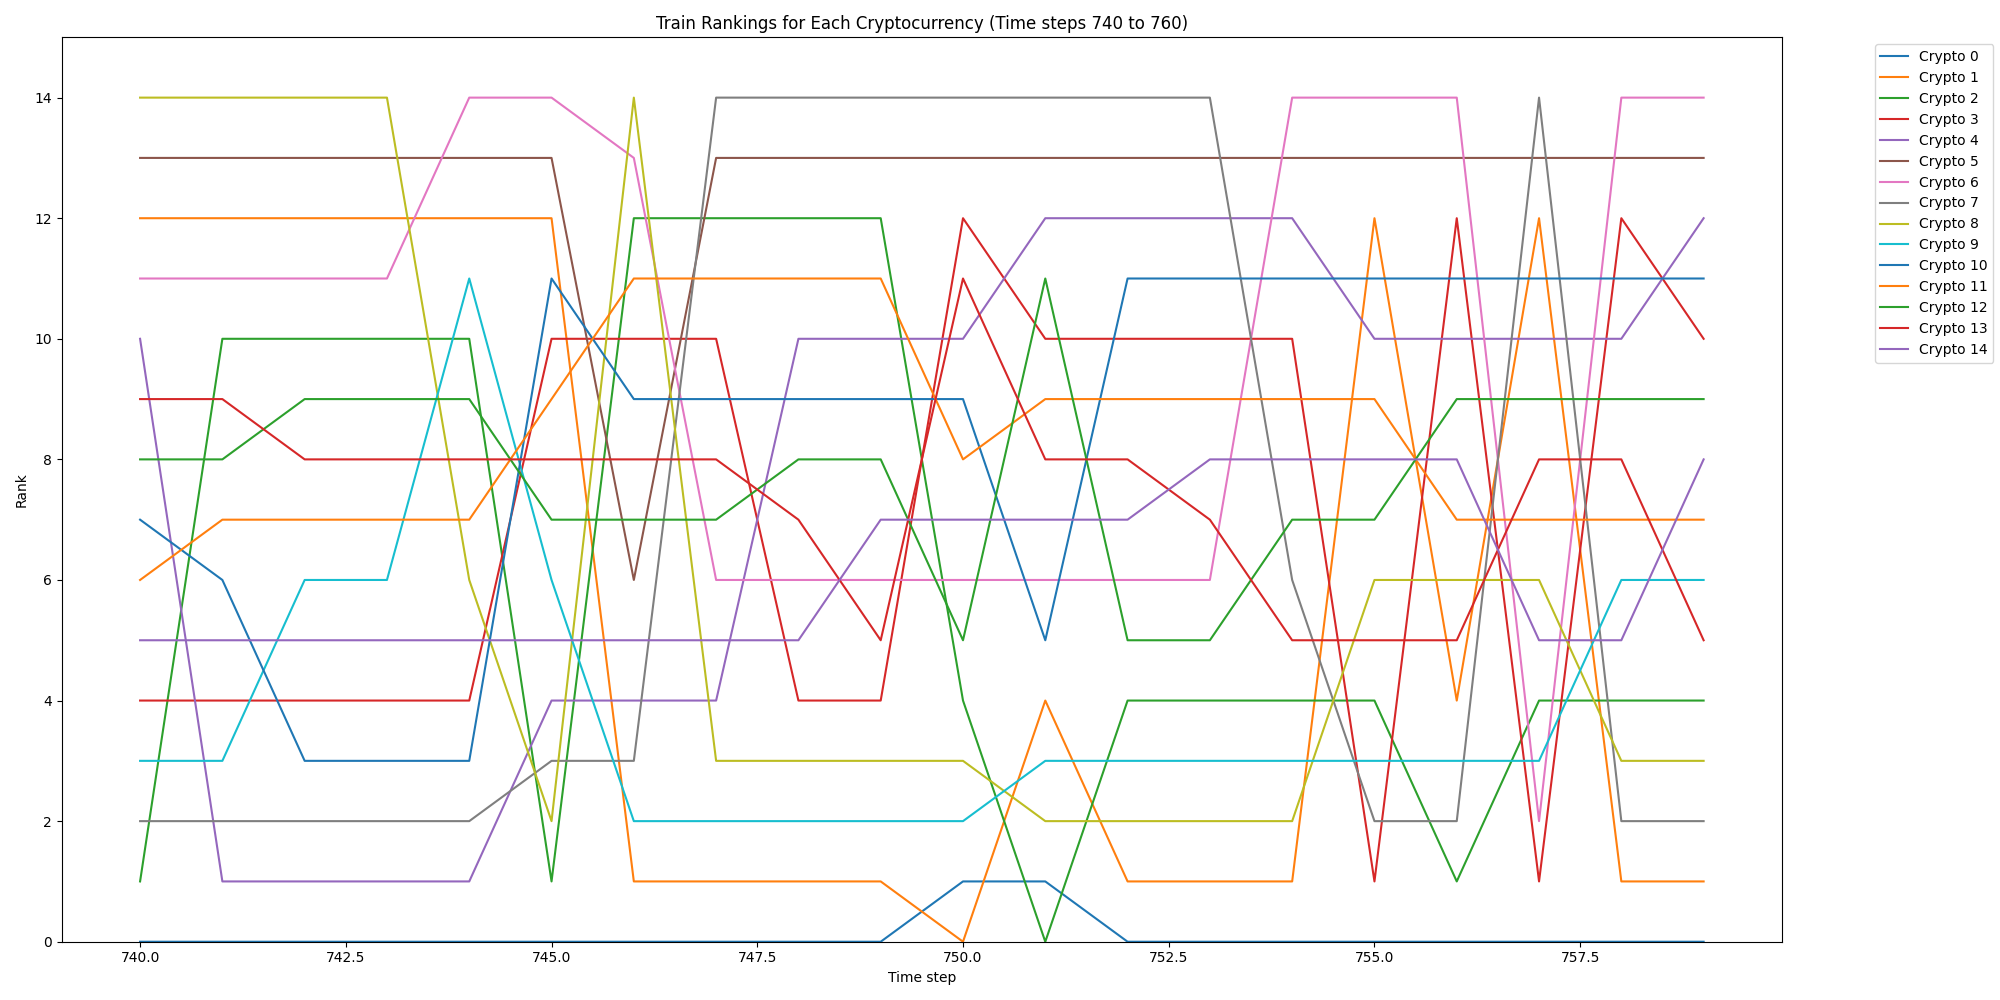 Train Rankings for Each Cryptocurrency (Time steps 740 to 760)
14
12
10
8
6
4
2
0
Rank
740.0 742.5 745.0 747.5 750.0 752.5 755.0 757.5
Time step
Crypto 0
Crypto 1
Crypto 2
Crypto 3
Crypto 4
Crypto 5
Crypto 6
Crypto 7
Crypto 8
Crypto 9
Crypto 10
Crypto 11
Crypto 12
Crypto 13
Crypto 14